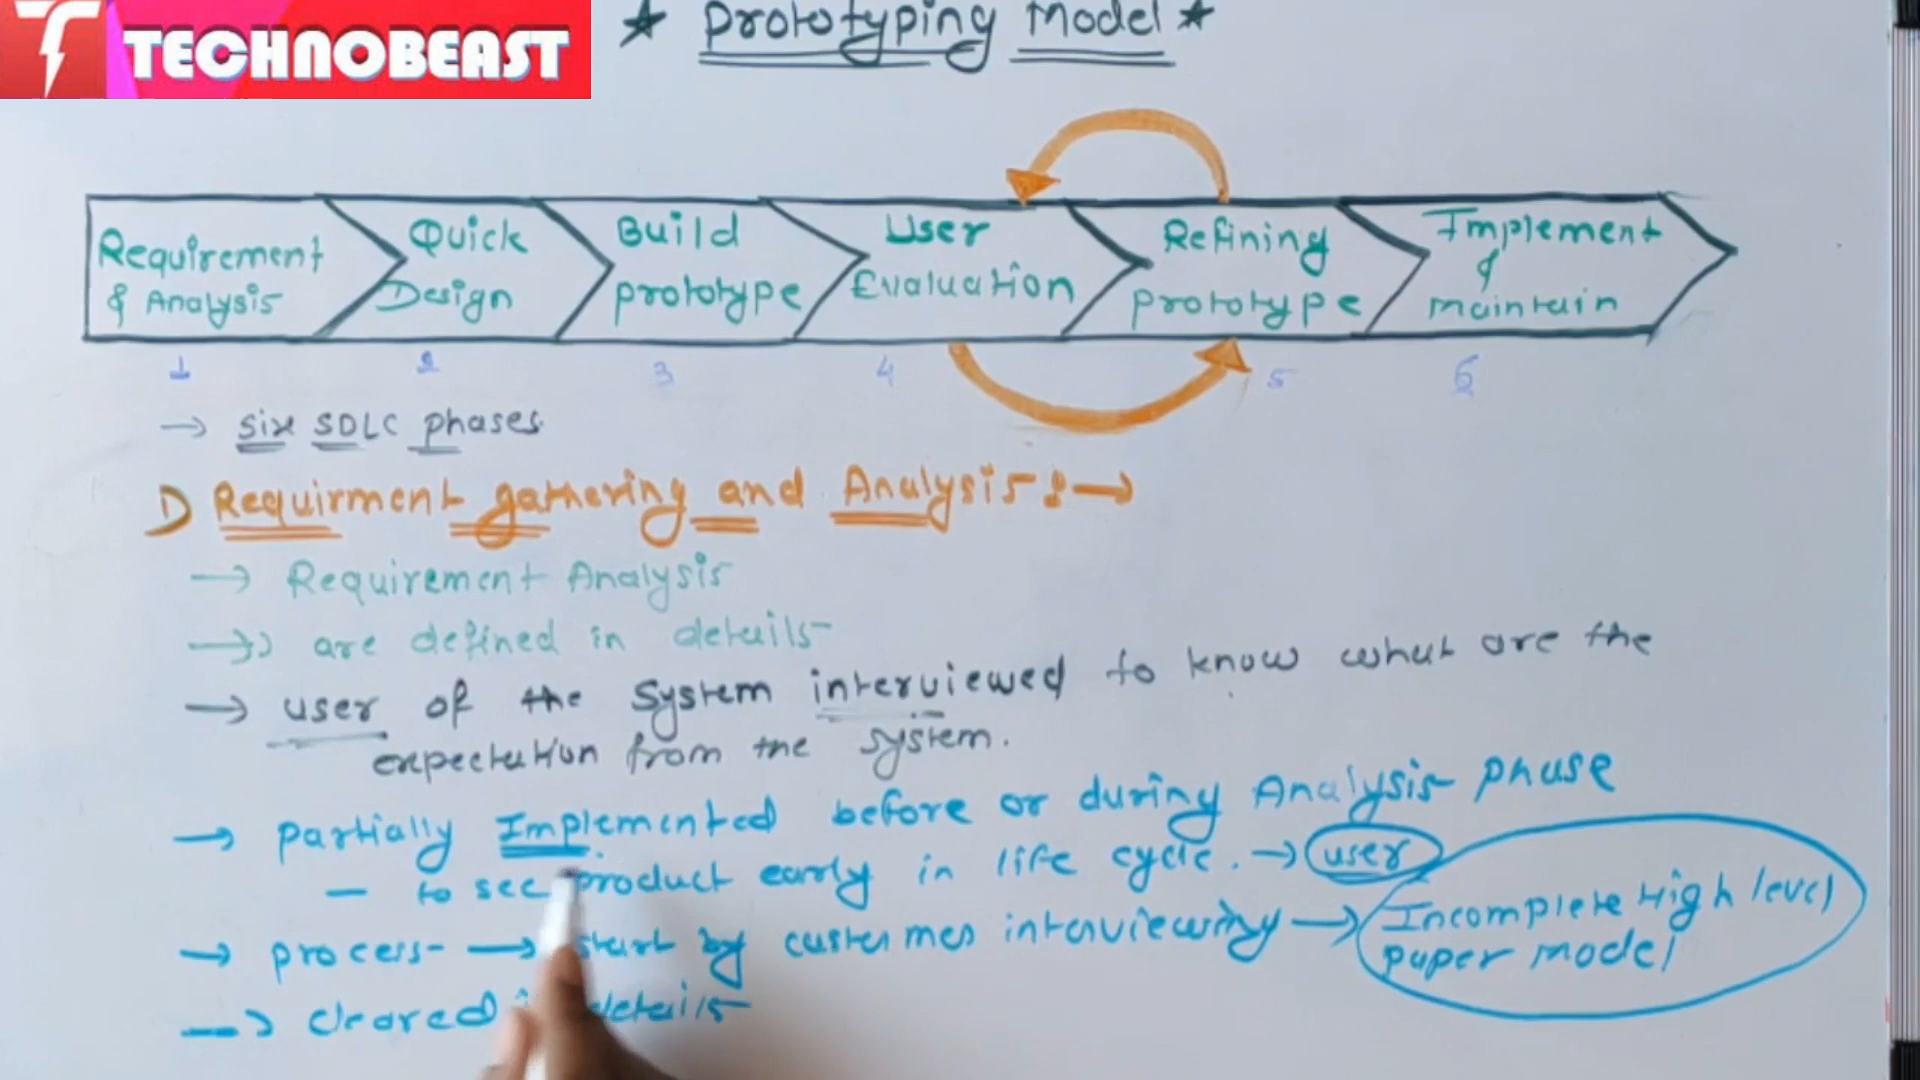 TECHNOBEAST
★ Prototyping Model ★
Requirement
& Analysis
Quick
Design
Build
prototype
User
Evaluation
Refining
prototype
Implement
&
maintain
1 2 3 4 5 6
→ six SDLC phases.
1) Requirment gathering and Analysis :→
→ Requirement Analysis
→ are defined in details
→ user of the system interviewed to know what are the
expectation from the system.
→ partially Implemented before or during Analysis phase
- to see product early in life cycle. → user
→ process → start by customer interviewing → Incomplete High level
paper model
→ cleared details